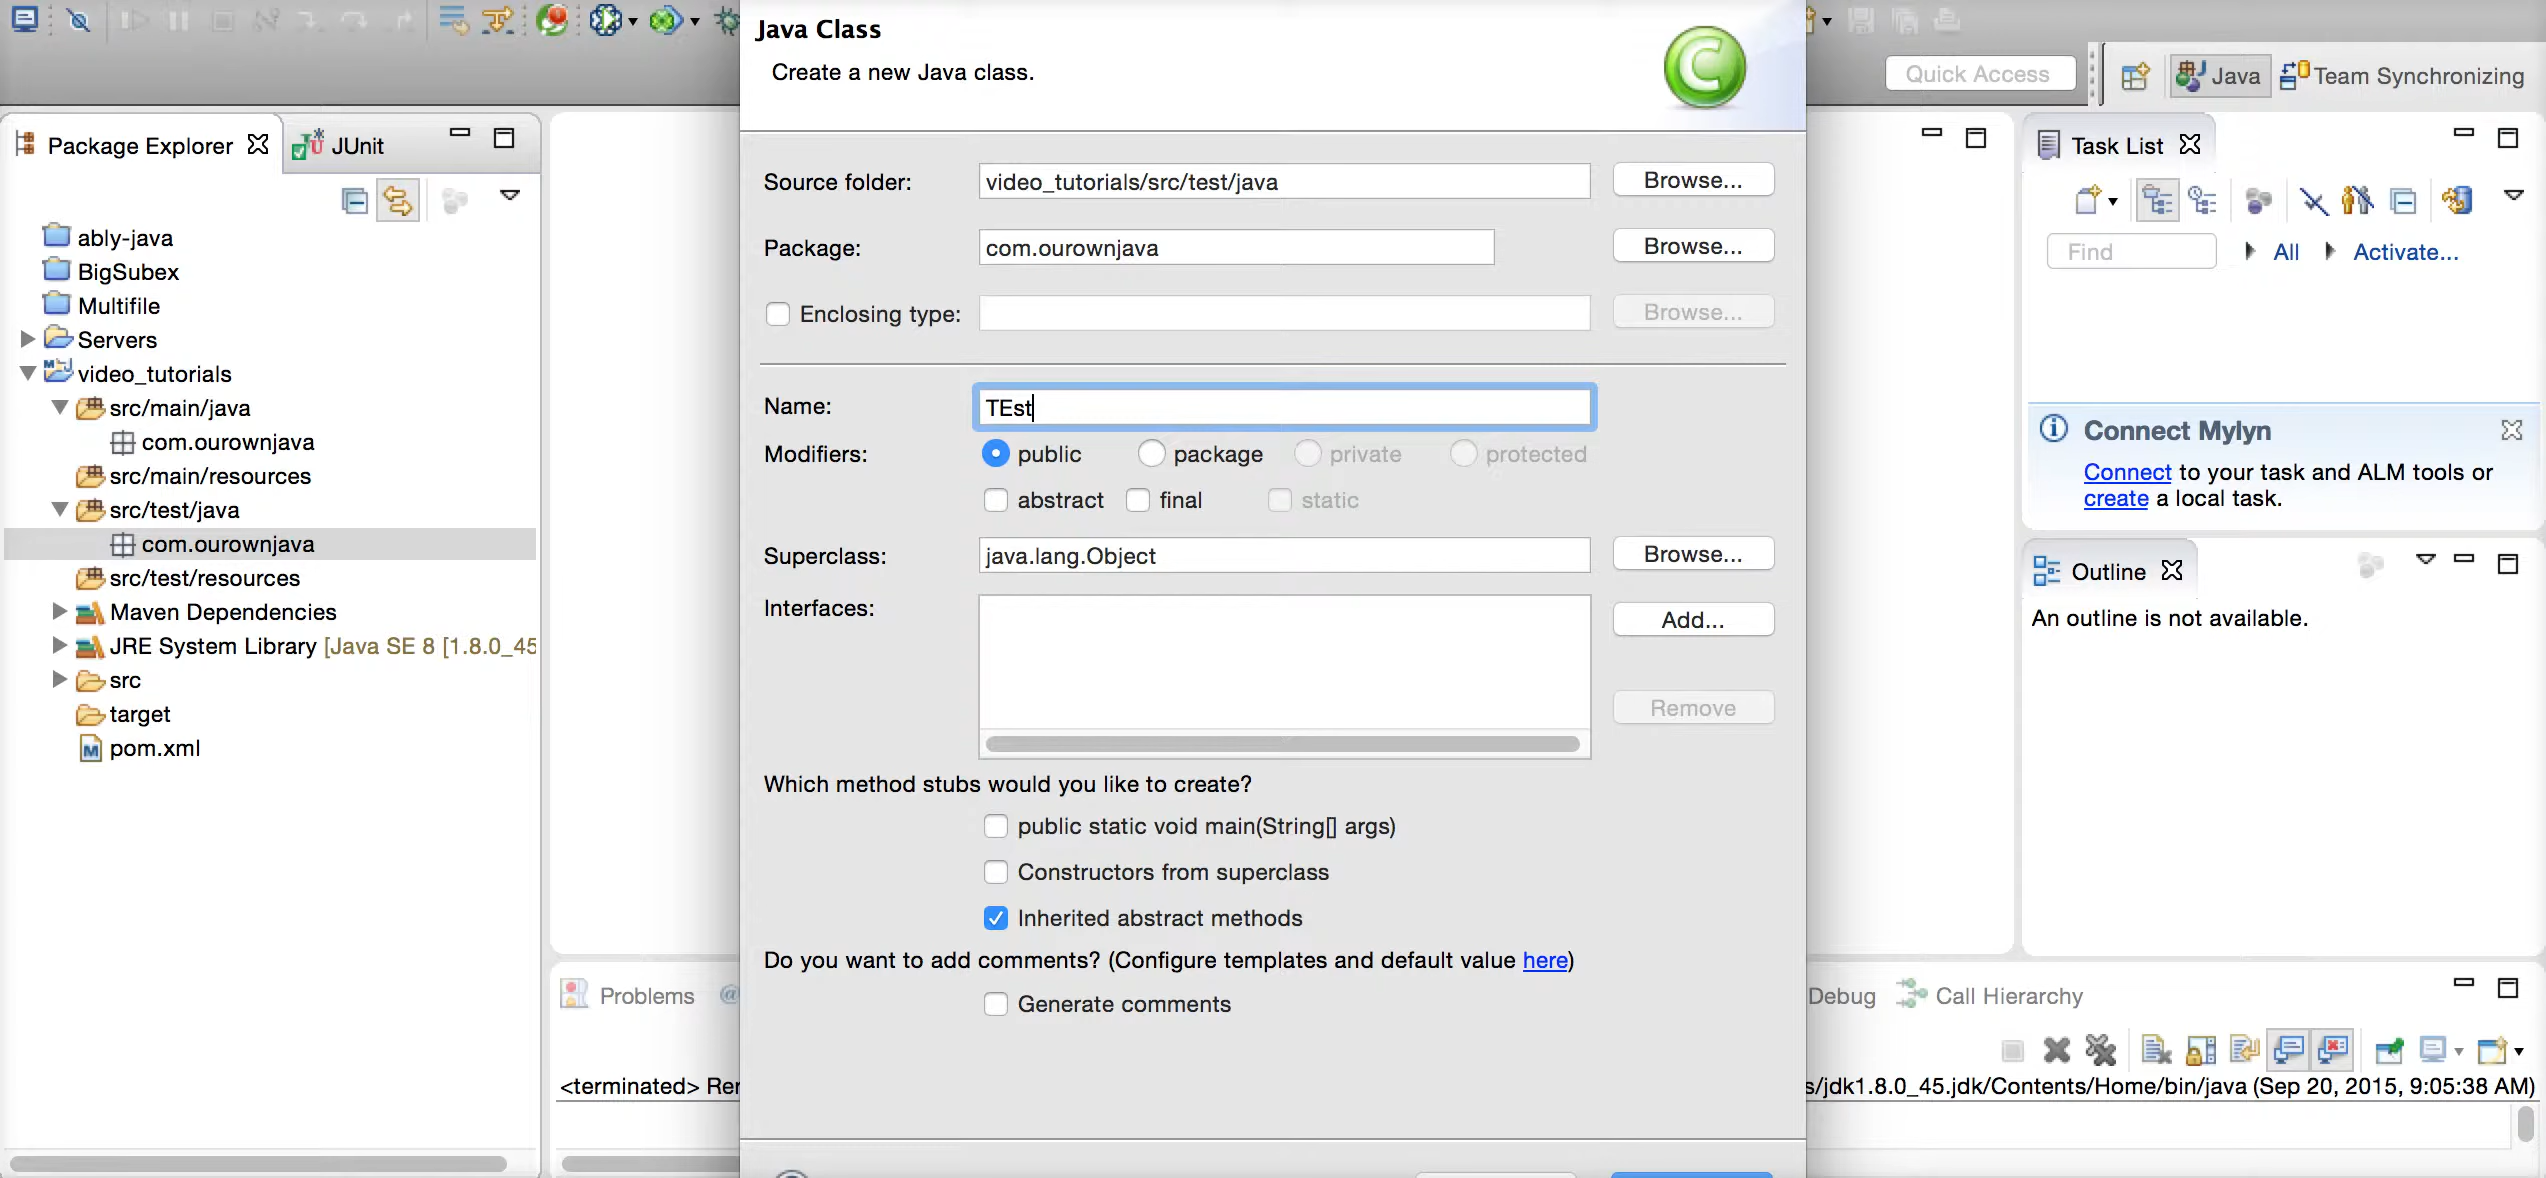 Java Class
Create a new Java class.
Quick Access
Java
Team Synchronizing
Package Explorer
JUnit
ably-java
BigSubex
Multifile
Servers
video_tutorials
src/main/java
com.ourownjava
src/main/resources
src/test/java
com.ourownjava
src/test/resources
Maven Dependencies
JRE System Library [Java SE 8 [1.8.0_45
src
target
pom.xml
Source folder:
video_tutorials/src/test/java
Browse...
Package:
com.ourownjava
Browse...
Enclosing type:
Browse...
Name:
TEst
Modifiers:
public
package
private
protected
abstract
final
static
Superclass:
java.lang.Object
Browse...
Interfaces:
Add...
Remove
Which method stubs would you like to create?
public static void main(String[] args)
Constructors from superclass
Inherited abstract methods
Do you want to add comments? (Configure templates and default value here)
Generate comments
Task List
Find
All
Activate...
Connect Mylyn
Connect to your task and ALM tools or
create a local task.
Outline
An outline is not available.
Problems
@
Debug
Call Hierarchy
<terminated> Rer
s/jdk1.8.0_45.jdk/Contents/Home/bin/java (Sep 20, 2015, 9:05:38 AM)